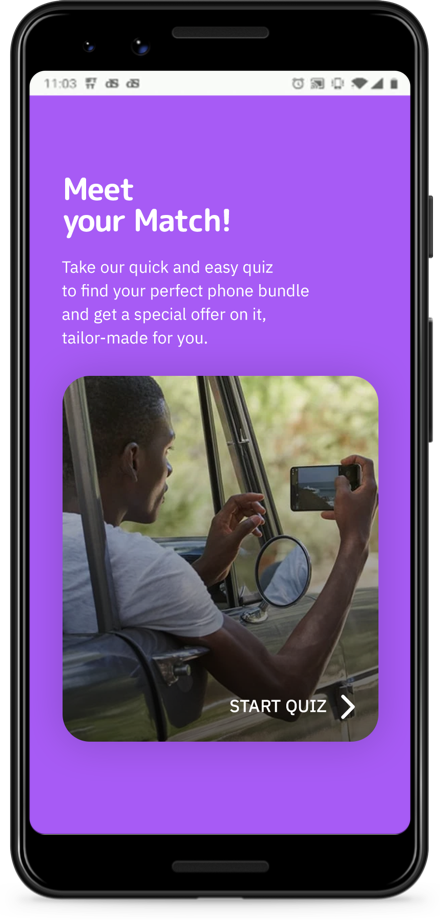 11:03
Meet
your Match!
Take our quick and easy quiz
to find your perfect phone bundle
and get a special offer on it,
tailor-made for you.
START QUIZ